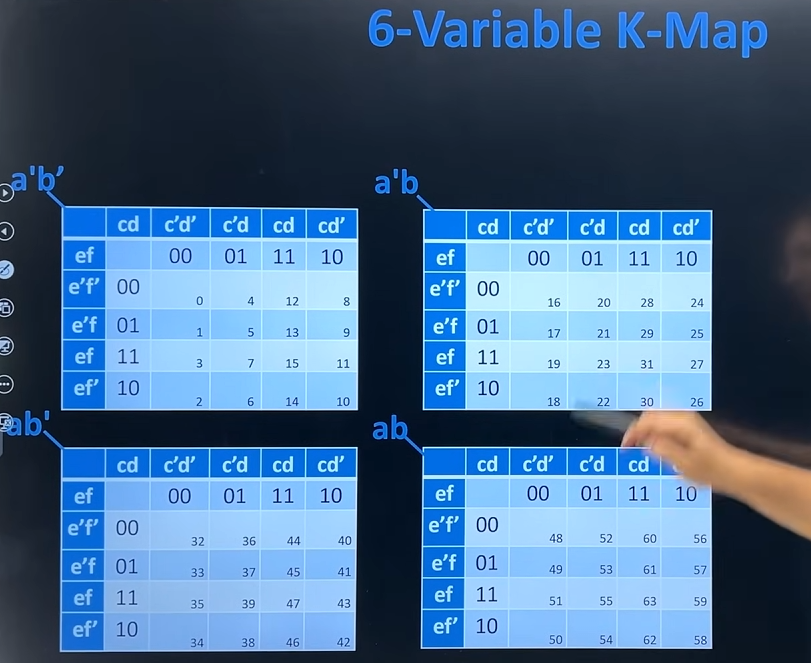 6-Variable K-Map
a'b'
cd c'd' c'd cd cd'
ef 00 01 11 10
e'f' 00 0 4 12 8
e'f 01 1 5 13 9
ef 11 3 7 15 11
ef' 10 2 6 14 10
a'b
cd c'd' c'd cd cd'
ef 00 01 11 10
e'f' 00 16 20 28 24
e'f 01 17 21 29 25
ef 11 19 23 31 27
ef' 10 18 22 30 26
ab'
cd c'd' c'd cd cd'
ef 00 01 11 10
e'f' 00 32 36 44 40
e'f 01 33 37 45 41
ef 11 35 39 47 43
ef' 10 34 38 46 42
ab
cd c'd' c'd cd
ef 00 01 11 10
e'f' 00 48 52 60 56
e'f 01 49 53 61 57
ef 11 51 55 63 59
ef' 10 50 54 62 58